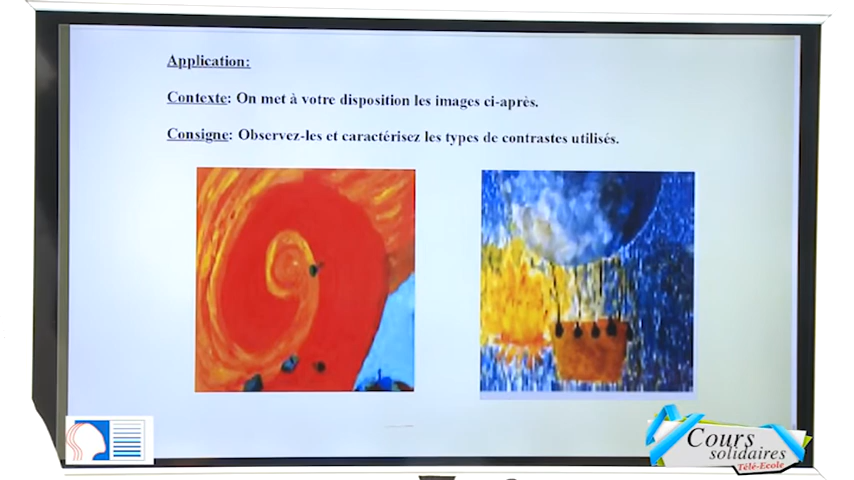 Application:
Contexte: On met à votre disposition les images ci-après.
Consigne: Observez-les et caractérisez les types de contrastes utilisés.
Cours
solidaires
Télé-Ecole